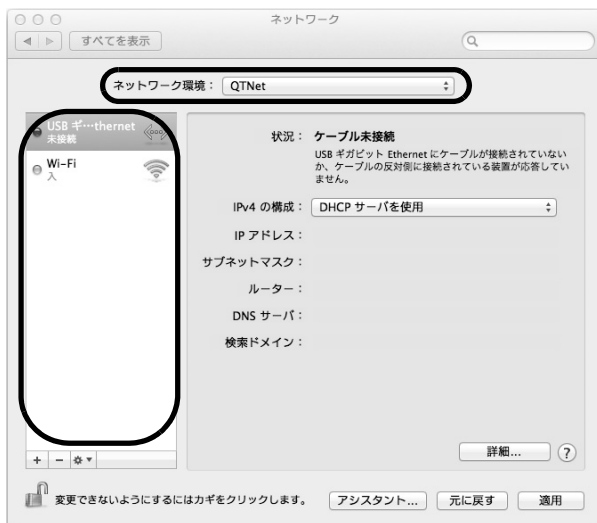 ネットワーク
すべてを表示
ネットワーク環境： QTNet
USB ギ…thernet
未接続
Wi-Fi
入
状況： ケーブル未接続
USB ギガビット Ethernet にケーブルが接続されていない
か、ケーブルの反対側に接続されている装置が応答してい
ません。
IPv4 の構成： DHCP サーバを使用
IP アドレス：
サブネットマスク：
ルーター：
DNS サーバ：
検索ドメイン：
詳細... ?
+ −
変更できないようにするにはカギをクリックします。 アシスタント... 元に戻す 適用